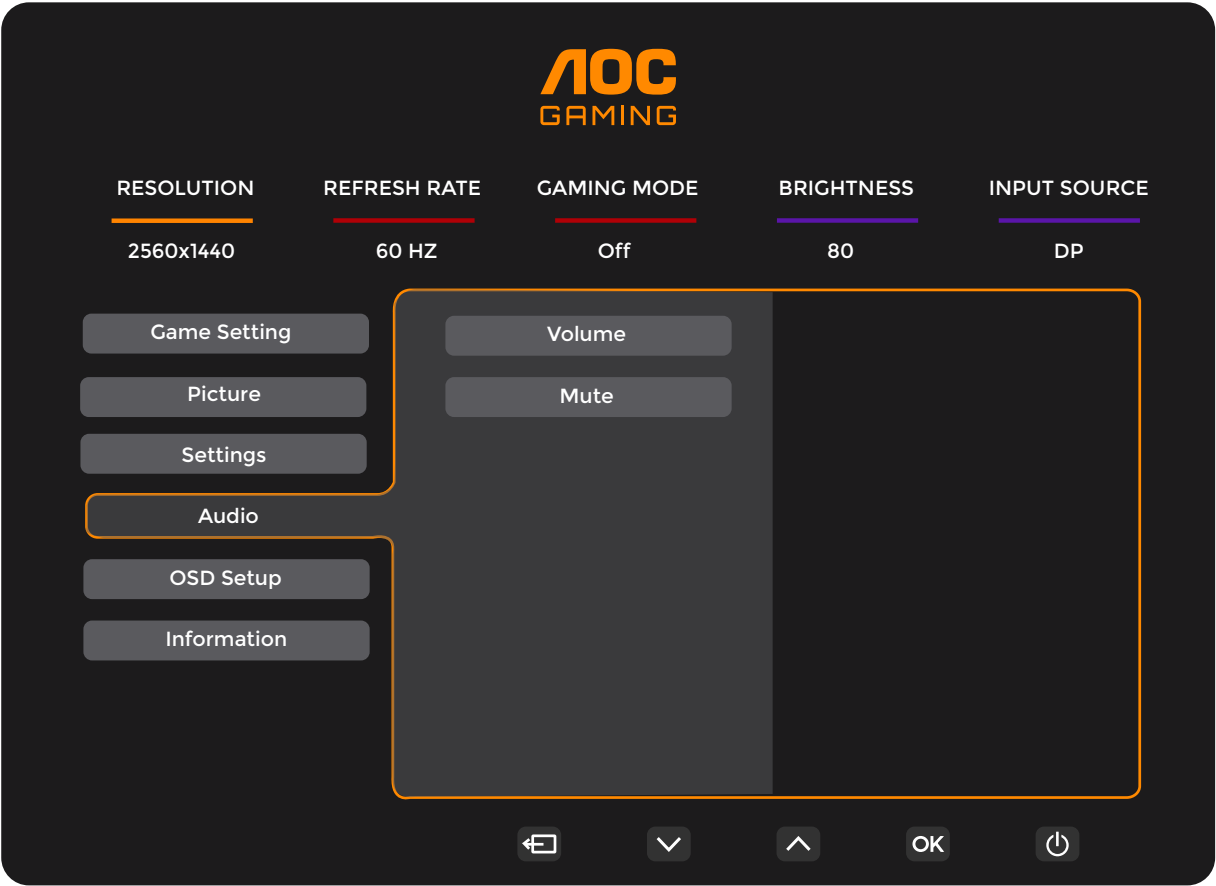 AOC
GAMING
RESOLUTION REFRESH RATE GAMING MODE BRIGHTNESS INPUT SOURCE
2560x1440 60 HZ Off 80 DP
Game Setting Volume
Picture Mute
Settings
Audio
OSD Setup
Information
OK